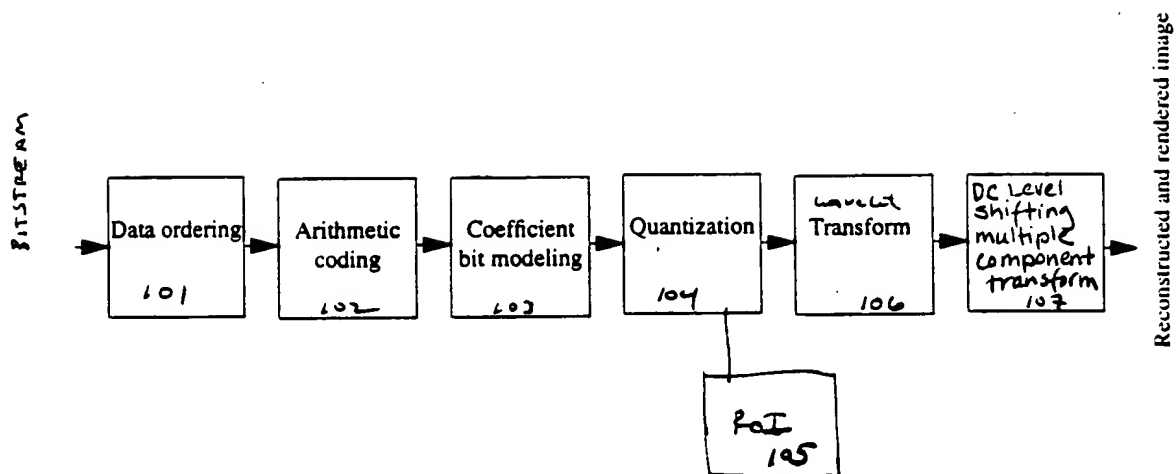 BITSTREAM
Data ordering
101
Arithmetic
coding
102
Coefficient
bit modeling
103
Quantization
104
wavelet
Transform
106
DC Level
shifting
multiple
component
transform
107
Reconstructed and rendered image
RoI
105